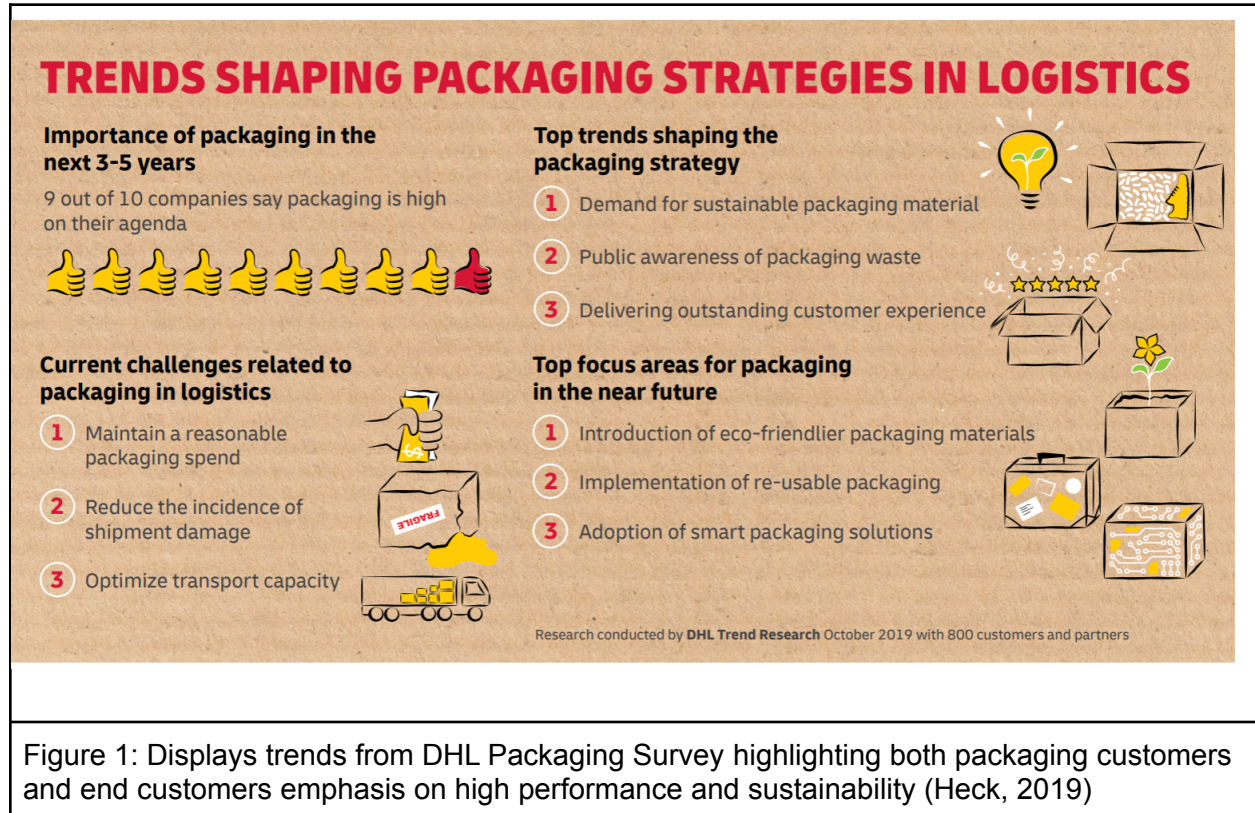 TRENDS SHAPING PACKAGING STRATEGIES IN LOGISTICS
Importance of packaging in the
next 3-5 years
9 out of 10 companies say packaging is high
on their agenda
Current challenges related to
packaging in logistics
1 Maintain a reasonable
packaging spend
2 Reduce the incidence of
shipment damage
3 Optimize transport capacity
$
FRAGILE
Top trends shaping the
packaging strategy
1 Demand for sustainable packaging material
2 Public awareness of packaging waste
3 Delivering outstanding customer experience
Top focus areas for packaging
in the near future
1 Introduction of eco-friendlier packaging materials
2 Implementation of re-usable packaging
3 Adoption of smart packaging solutions
Research conducted by DHL Trend Research October 2019 with 800 customers and partners
Figure 1: Displays trends from DHL Packaging Survey highlighting both packaging customers
and end customers emphasis on high performance and sustainability (Heck, 2019)